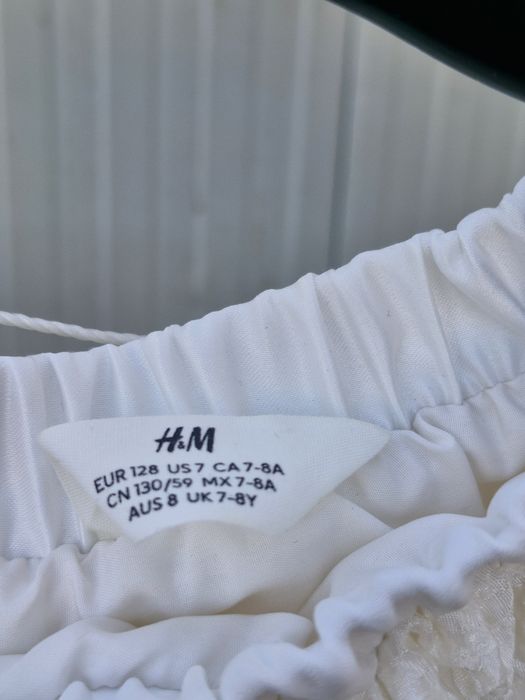 H&M
EUR 128 US 7 CA 7-8A
CN 130/59 MX 7-8A
AUS 8 UK 7-8Y